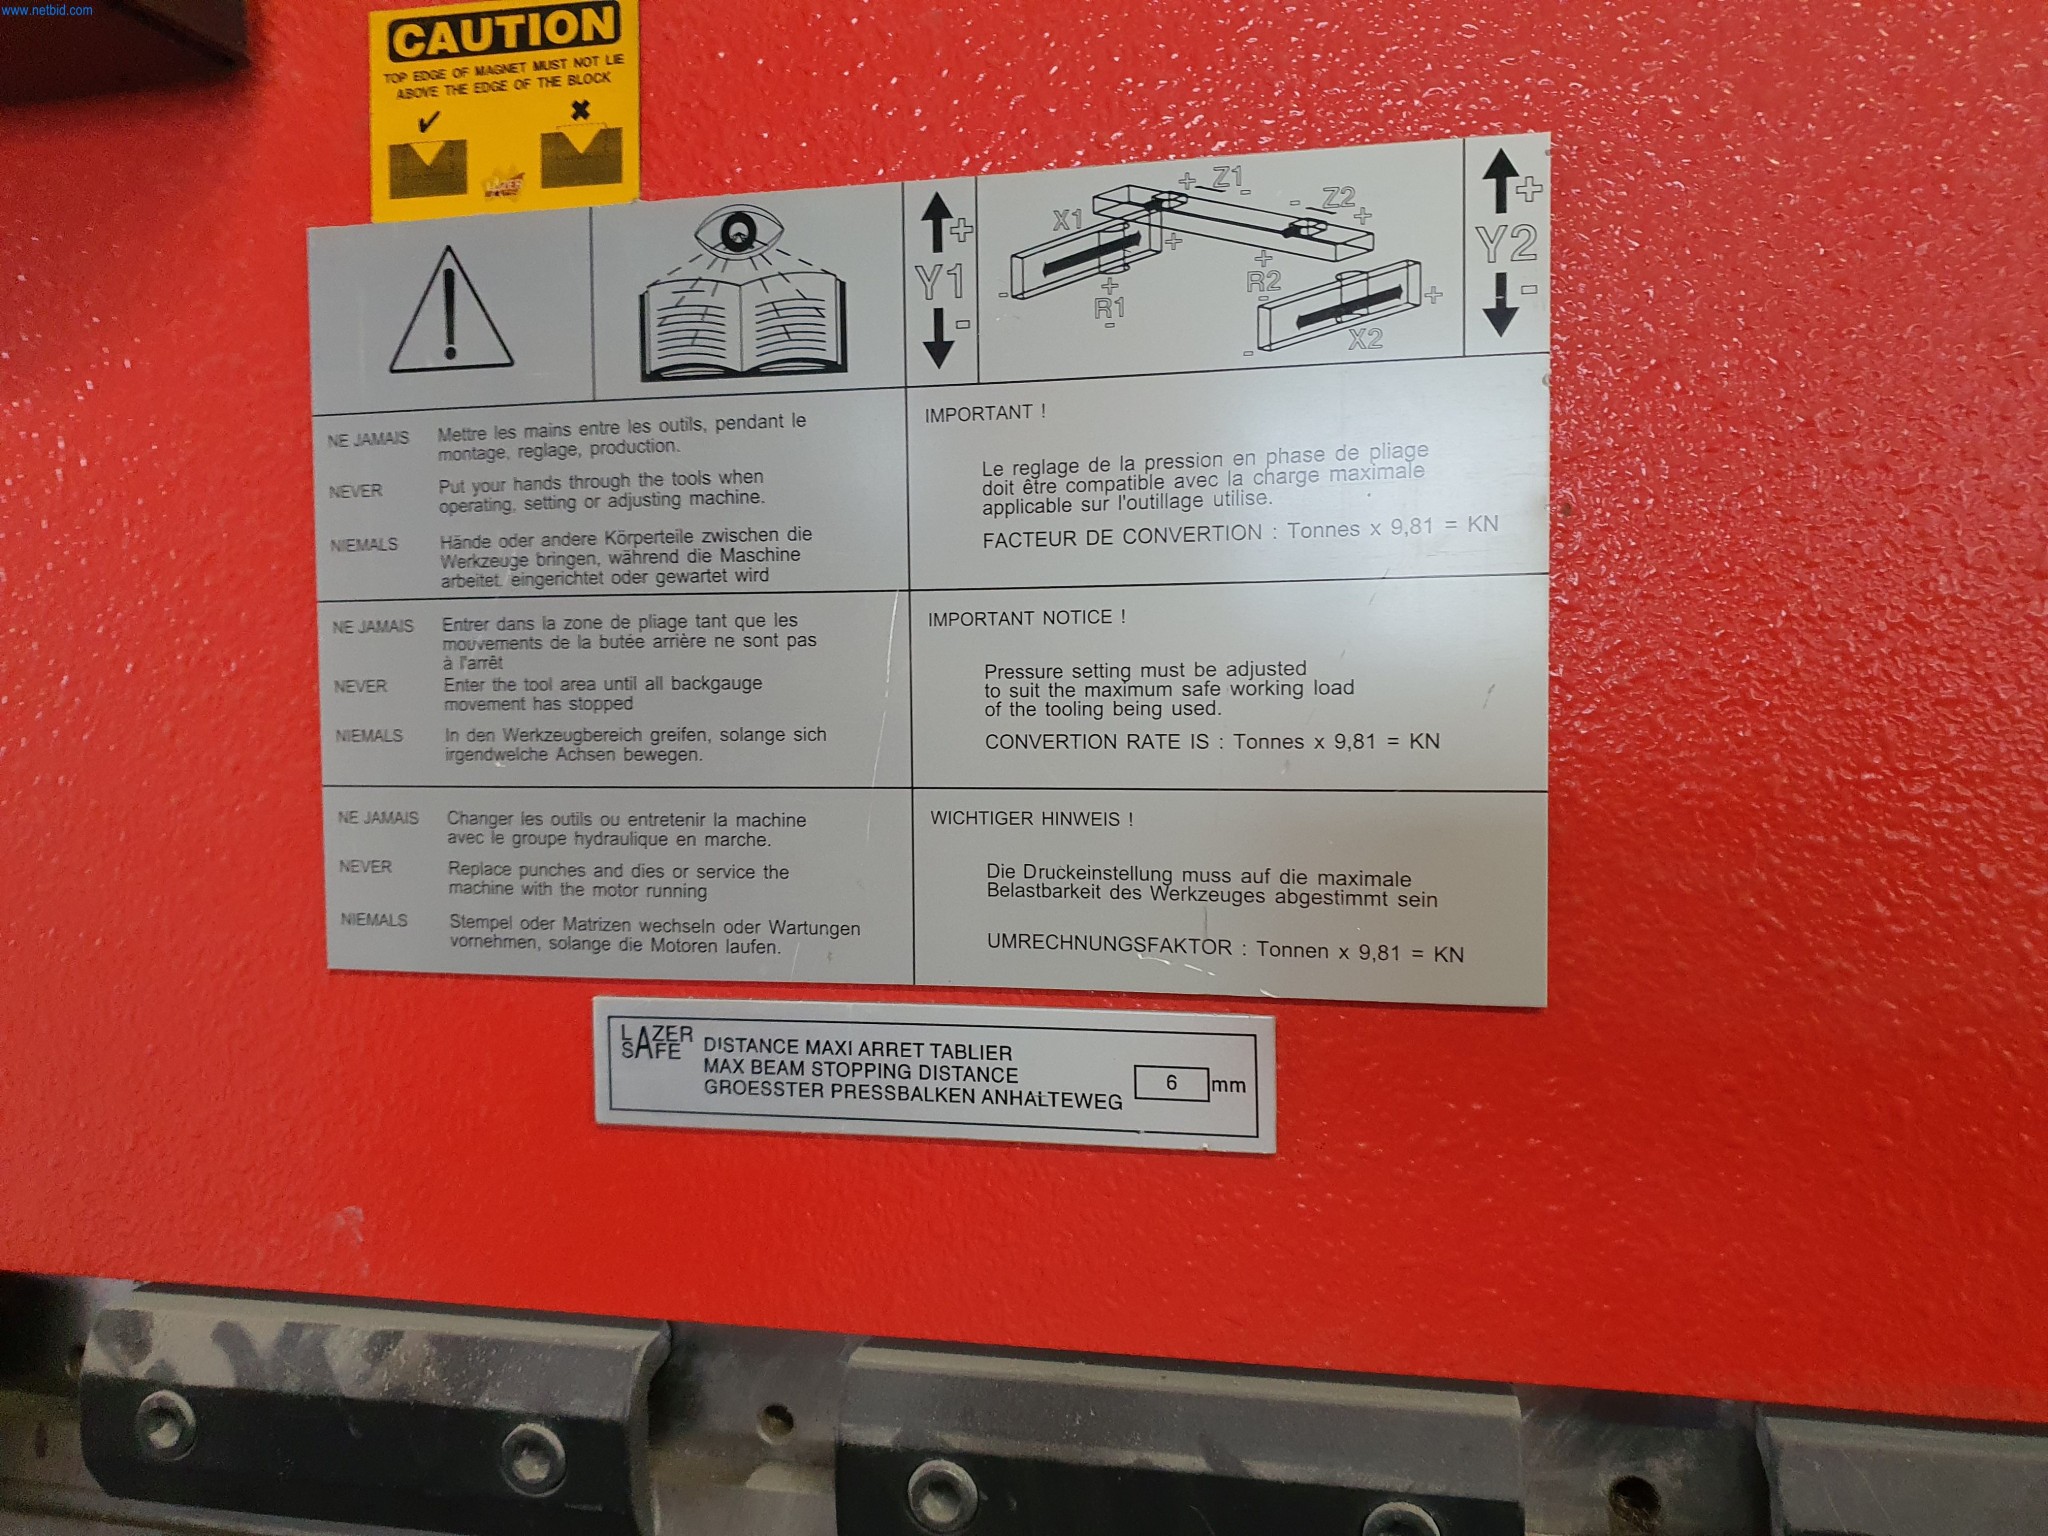 www.netbid.com
CAUTION
TOP EDGE OF MAGNET MUST NOT LIE
ABOVE THE EDGE OF THE BLOCK
LAZER
Y1
+
-
X1
+
-
Z1
+
-
Z2
-
+
R1
+
-
R2
+
-
X2
+
-
Y2
+
-
NE JAMAIS Mettre les mains entre les outils, pendant le
montage, reglage, production.
NEVER Put your hands through the tools when
operating, setting or adjusting machine.
NIEMALS Hände oder andere Körperteile zwischen die
Werkzeuge bringen, während die Maschine
arbeitet, eingerichtet oder gewartet wird
NE JAMAIS Entrer dans la zone de pliage tant que les
mouvements de la butée arrière ne sont pas
à l'arrêt
NEVER Enter the tool area until all backgauge
movement has stopped
NIEMALS In den Werkzeugbereich greifen, solange sich
irgendwelche Achsen bewegen.
NE JAMAIS Changer les outils ou entretenir la machine
avec le groupe hydraulique en marche.
NEVER Replace punches and dies or service the
machine with the motor running
NIEMALS Stempel oder Matrizen wechseln oder Wartungen
vornehmen, solange die Motoren laufen.
IMPORTANT !
Le reglage de la pression en phase de pliage
doit être compatible avec la charge maximale
applicable sur l'outillage utilise.
FACTEUR DE CONVERTION : Tonnes x 9,81 = KN
IMPORTANT NOTICE !
Pressure setting must be adjusted
to suit the maximum safe working load
of the tooling being used.
CONVERTION RATE IS : Tonnes x 9,81 = KN
WICHTIGER HINWEIS !
Die Druckeinstellung muss auf die maximale
Belastbarkeit des Werkzeuges abgestimmt sein
UMRECHNUNGSFAKTOR : Tonnen x 9,81 = KN
LAZER
SAFE
DISTANCE MAXI ARRET TABLIER
MAX BEAM STOPPING DISTANCE
GROESSTER PRESSBALKEN ANHALTEWEG
6 mm